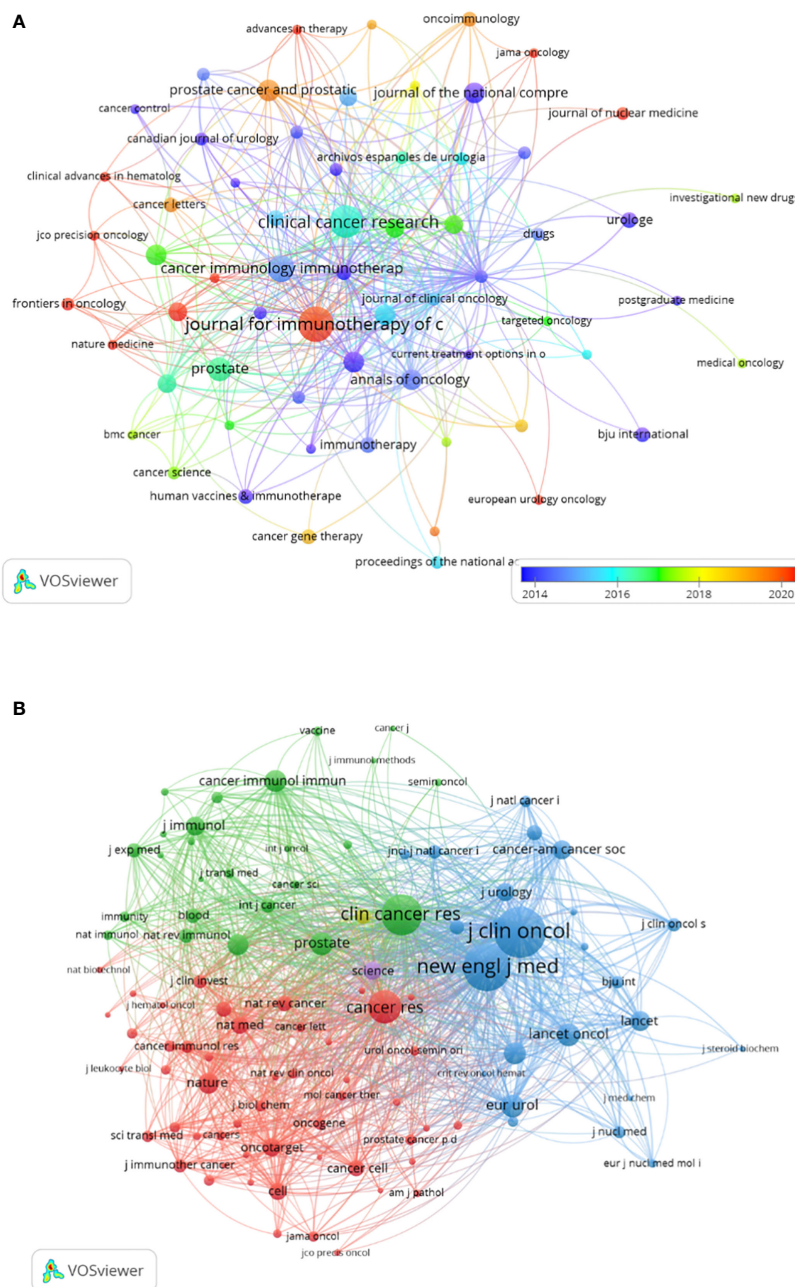 A
advances in therapy
oncoimmunology
jama oncology
prostate cancer and prostatic
journal of the national compre
cancer control
journal of nuclear medicine
canadian journal of urology
archivos espanoles de urologia
clinical advances in hematolog
investigational new drugs
cancer letters
clinical cancer research
urologe
jco precision oncology
drugs
cancer immunology immunotherap
frontiers in oncology
journal of clinical oncology
postgraduate medicine
journal for immunotherapy of c
targeted oncology
nature medicine
current treatment options in o
prostate
annals of oncology
medical oncology
bmc cancer
immunotherapy
bju international
cancer science
human vaccines & immunotherape
european urology oncology
cancer gene therapy
proceedings of the national ac
VOSviewer
2014
2016
2018
2020
B
vaccine
cancer j
j immunol methods
cancer immunol immun
semin oncol
j natl cancer i
j immunol
j exp med
int j oncol
jnci-j natl cancer i
cancer-am cancer soc
j transl med
cancer sci
j urology
immunity
blood
int j cancer
clin cancer res
j clin oncol s
nat immunol
nat rev immunol
prostate
j clin oncol
nat biotechnol
science
new engl j med
j clin invest
bju int
j hematol oncol
nat rev cancer
cancer res
nat med
cancer lett
lancet oncol
lancet
cancer immunol res
urol oncol-semin ori
j steroid biochem
j leukocyte biol
nat rev clin oncol
crit rev oncol hemat
nature
mol cancer ther
j med chem
j biol chem
eur urol
sci transl med
cancers
oncogene
prostate cancer p d
j nucl med
oncotarget
j immunother cancer
cancer cell
eur j nucl med mol i
cell
am j pathol
jama oncol
jco precis oncol
VOSviewer